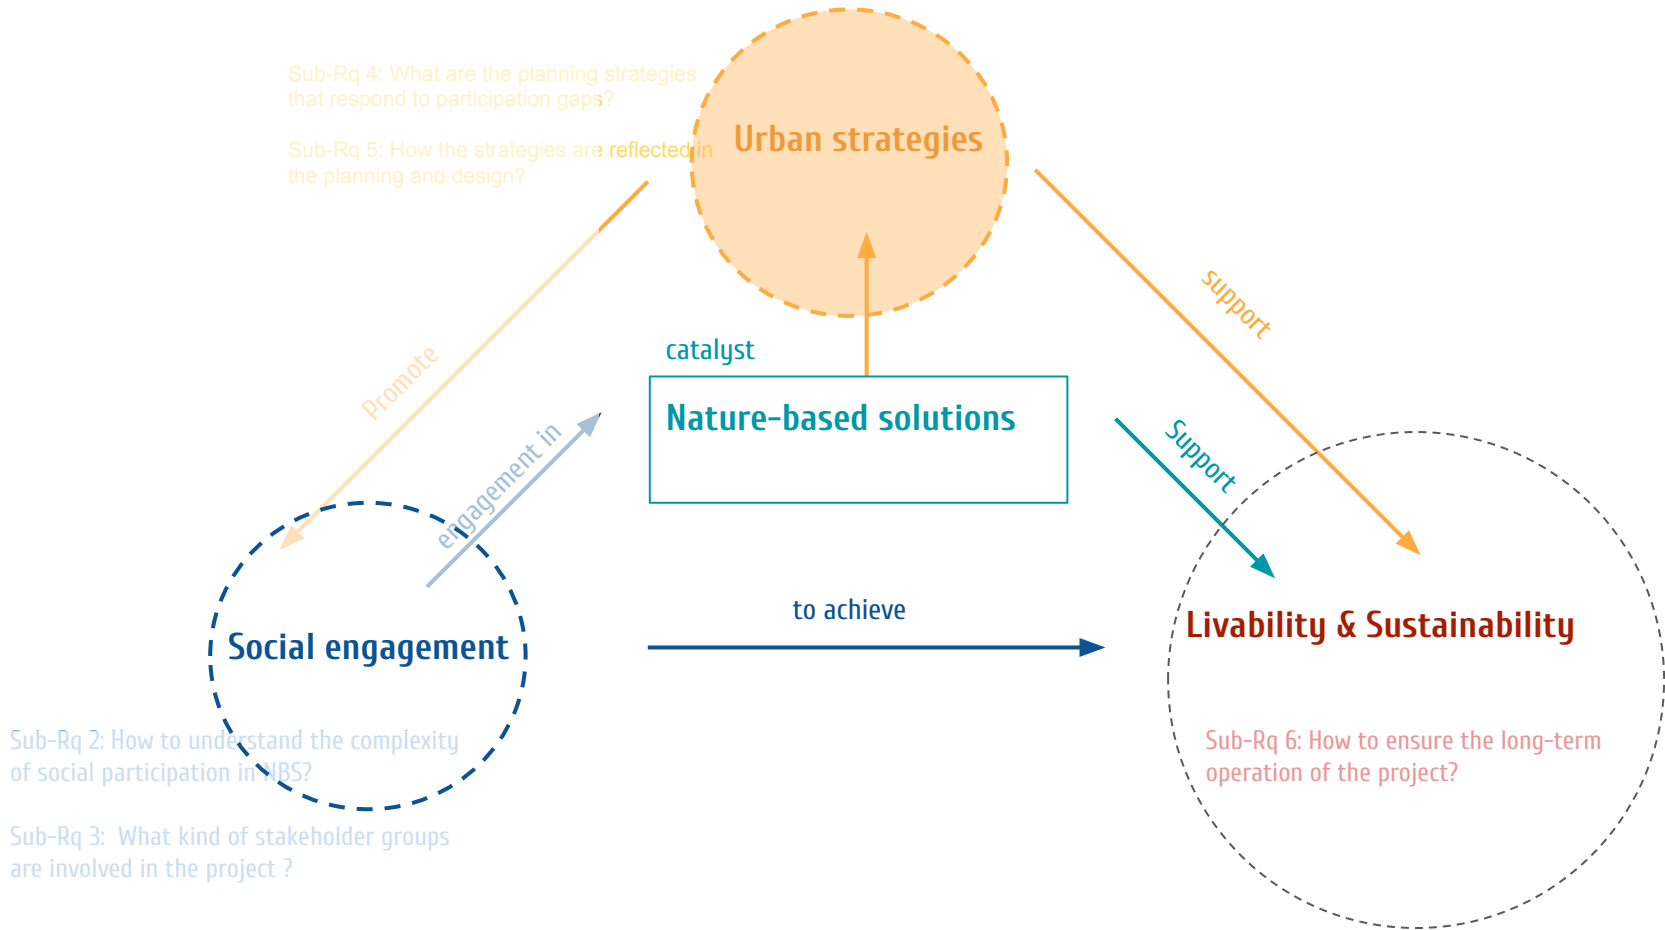 Sub-Rq 4: What are the planning strategies
that respond to participation gaps?
Sub-Rq 5: How the strategies are reflected in
the planning and design?
Urban strategies
support
Promote
catalyst
Nature-based solutions
engagement in
Support
to achieve
Social engagement
Livability & Sustainability
Sub-Rq 2: How to understand the complexity
of social participation in NBS?
Sub-Rq 3:  What kind of stakeholder groups
are involved in the project ?
Sub-Rq 6: How to ensure the long-term
operation of the project?